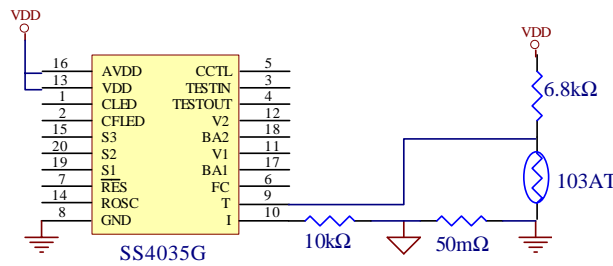 VDD
VDD
16 AVDD CCTL 5
13 VDD TESTIN 3
1 CLED TESTOUT 4
2 CFLED V2 12
15 S3 BA2 18
20 S2 V1 11
19 S1 BA1 17
7 RES FC 6
14 ROSC T 9
8 GND I 10
6.8kΩ
103AT
10kΩ
50mΩ
SS4035G